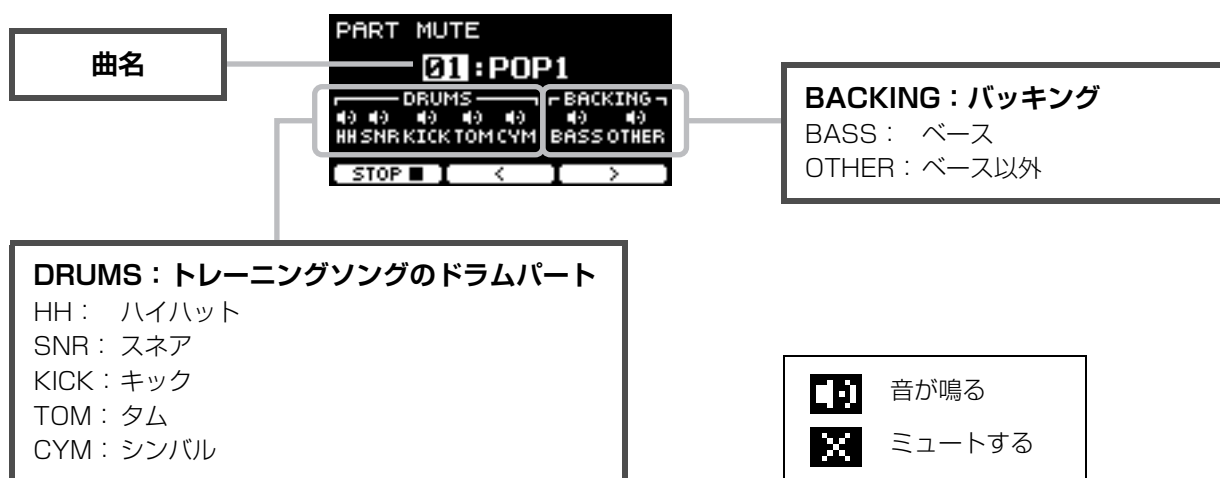 曲名
PART MUTE
01:POP1
DRUMS BACKING
HH SNR KICK TOM CYM BASS OTHER
STOP ■ < >
BACKING：バッキング
BASS： ベース
OTHER：ベース以外
DRUMS：トレーニングソングのドラムパート
HH： ハイハット
SNR：スネア
KICK：キック
TOM：タム
CYM：シンバル
音が鳴る
ミュートする